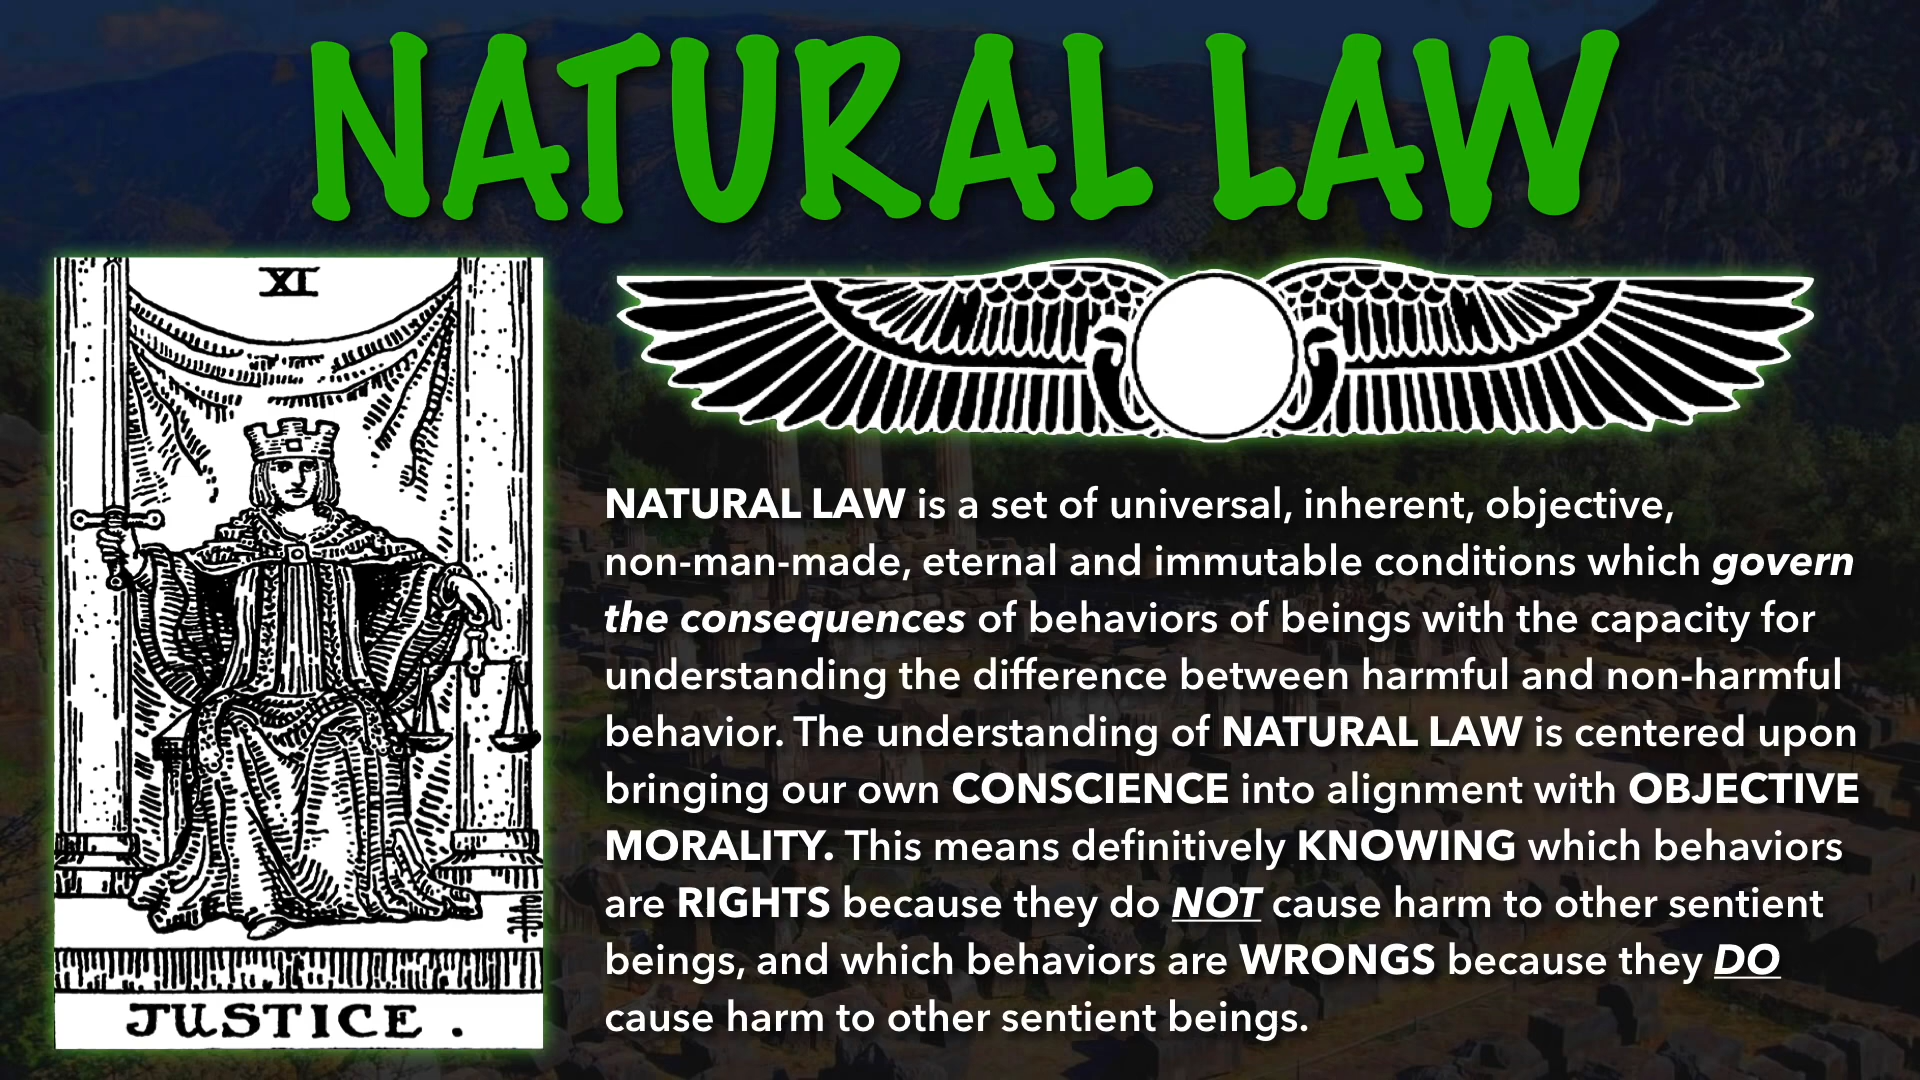 NATURAL LAW
XI
JUSTICE .
NATURAL LAW is a set of universal, inherent, objective,
non-man-made, eternal and immutable conditions which govern
the consequences of behaviors of beings with the capacity for
understanding the difference between harmful and non-harmful
behavior. The understanding of NATURAL LAW is centered upon
bringing our own CONSCIENCE into alignment with OBJECTIVE
MORALITY. This means definitively KNOWING which behaviors
are RIGHTS because they do NOT cause harm to other sentient
beings, and which behaviors are WRONGS because they DO
cause harm to other sentient beings.